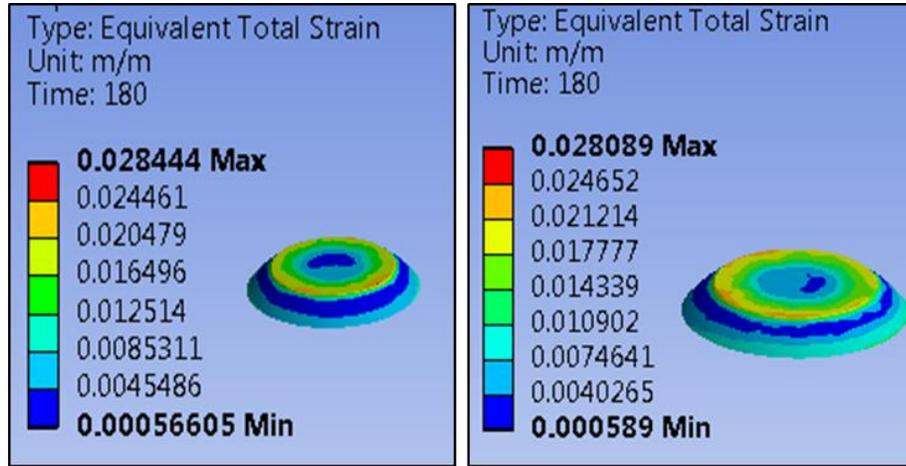 Type: Equivalent Total Strain
Unit: m/m
Time: 180
0.028444 Max
0.024461
0.020479
0.016496
0.012514
0.0085311
0.0045486
0.00056605 Min
Type: Equivalent Total Strain
Unit: m/m
Time: 180
0.028089 Max
0.024652
0.021214
0.017777
0.014339
0.010902
0.0074641
0.0040265
0.000589 Min